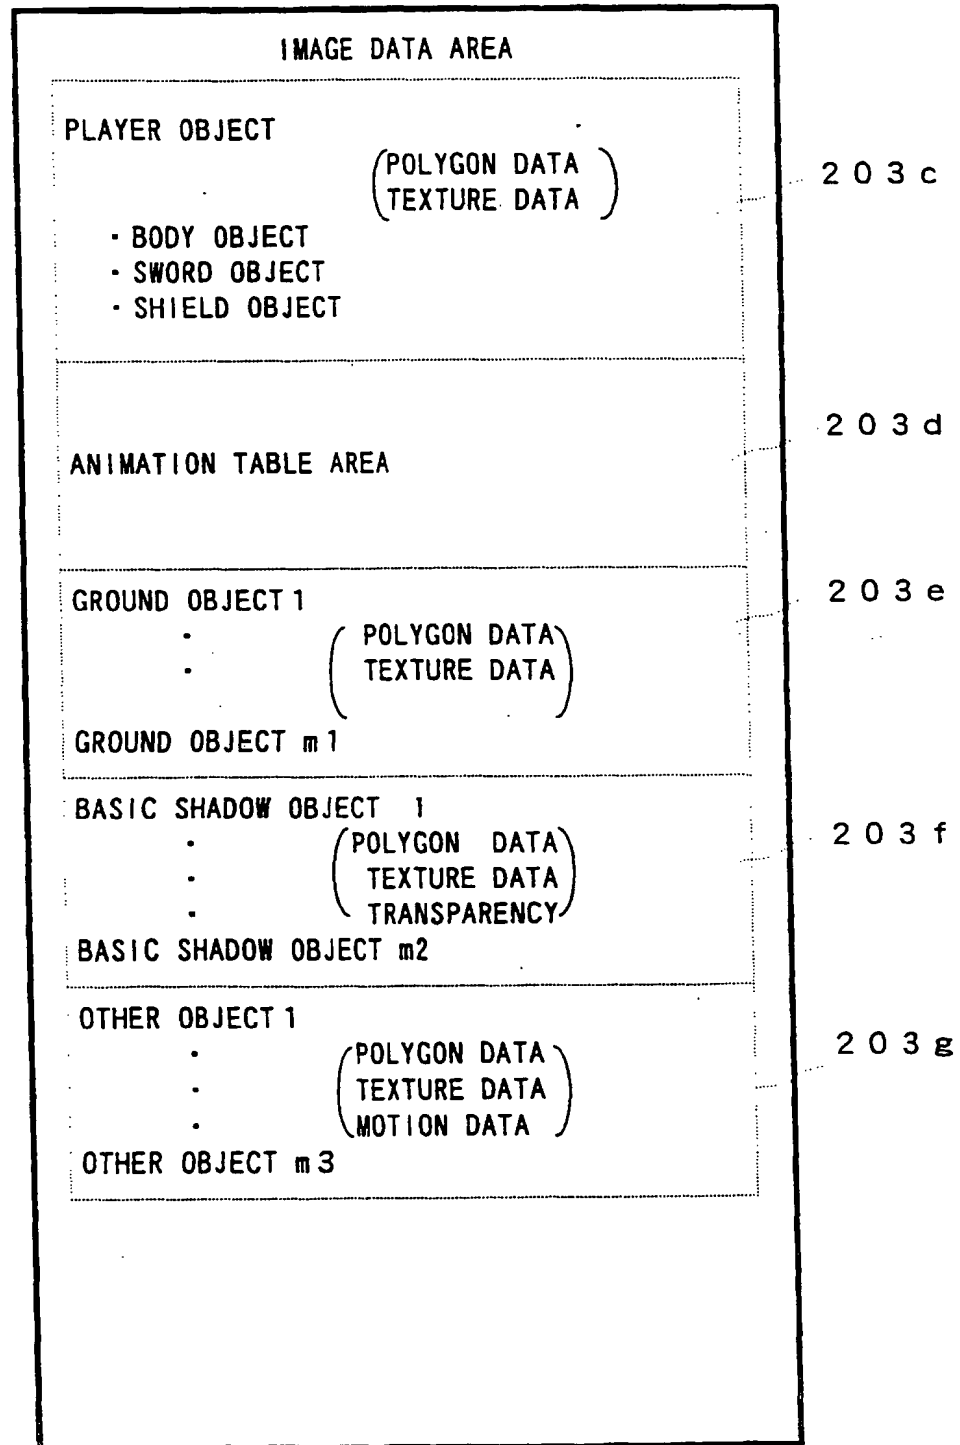 IMAGE DATA AREA
PLAYER OBJECT
POLYGON DATA
TEXTURE DATA
203c
· BODY OBJECT
· SWORD OBJECT
· SHIELD OBJECT
203d
ANIMATION TABLE AREA
203e
GROUND OBJECT 1
POLYGON DATA
TEXTURE DATA
GROUND OBJECT m1
BASIC SHADOW OBJECT 1
203f
POLYGON DATA
TEXTURE DATA
TRANSPARENCY
BASIC SHADOW OBJECT m2
OTHER OBJECT 1
203g
POLYGON DATA
TEXTURE DATA
MOTION DATA
OTHER OBJECT m3